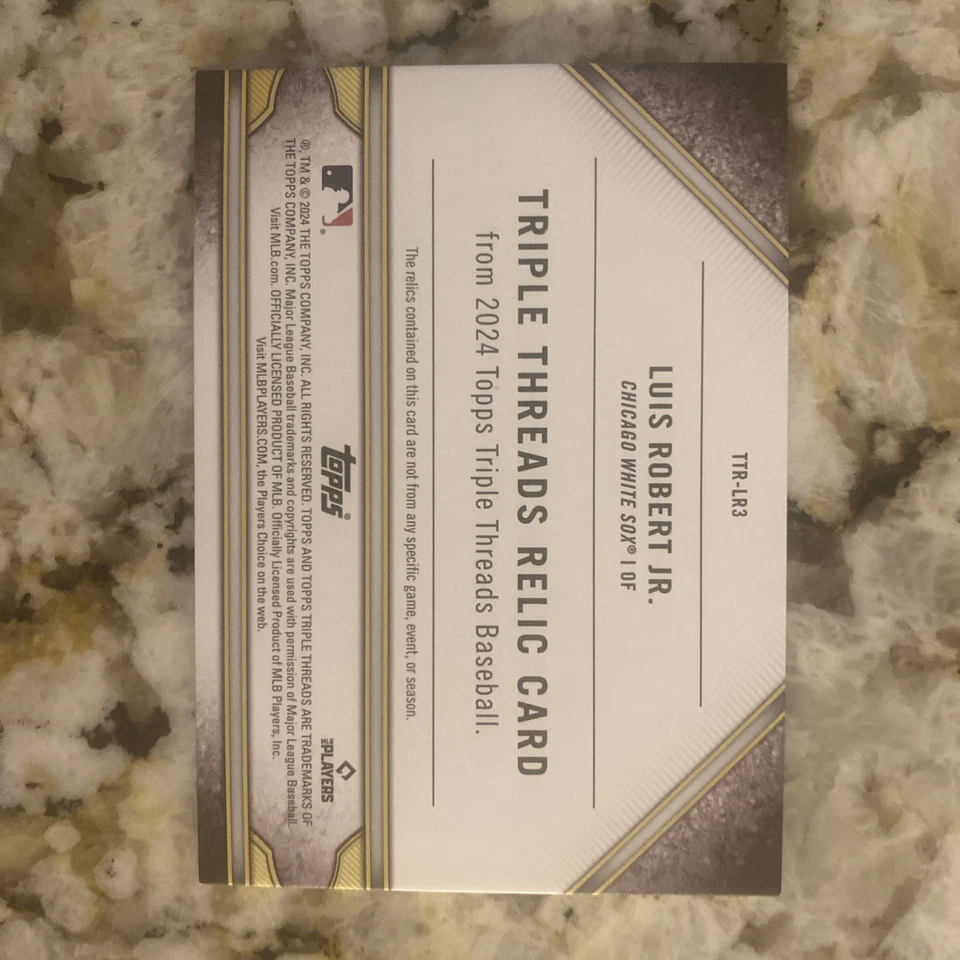 TTR-LR3
LUIS ROBERT JR.
CHICAGO WHITE SOX® | OF
TRIPLE THREADS RELIC CARD
from 2024 Topps Triple Threads Baseball.
The relics contained on this card are not from any specific game, event, or season.
® topps® THE PLAYERS
®, TM & © 2024 THE TOPPS COMPANY, INC. ALL RIGHTS RESERVED. TOPPS AND TOPPS TRIPLE THREADS ARE TRADEMARKS OF
THE TOPPS COMPANY, INC. Major League Baseball trademarks and copyrights are used with permission of Major League Baseball.
Visit MLB.com. OFFICIALLY LICENSED PRODUCT OF MLB. Officially Licensed Product of MLB Players, Inc.
Visit MLBPLAYERS.COM, the Players Choice on the web.